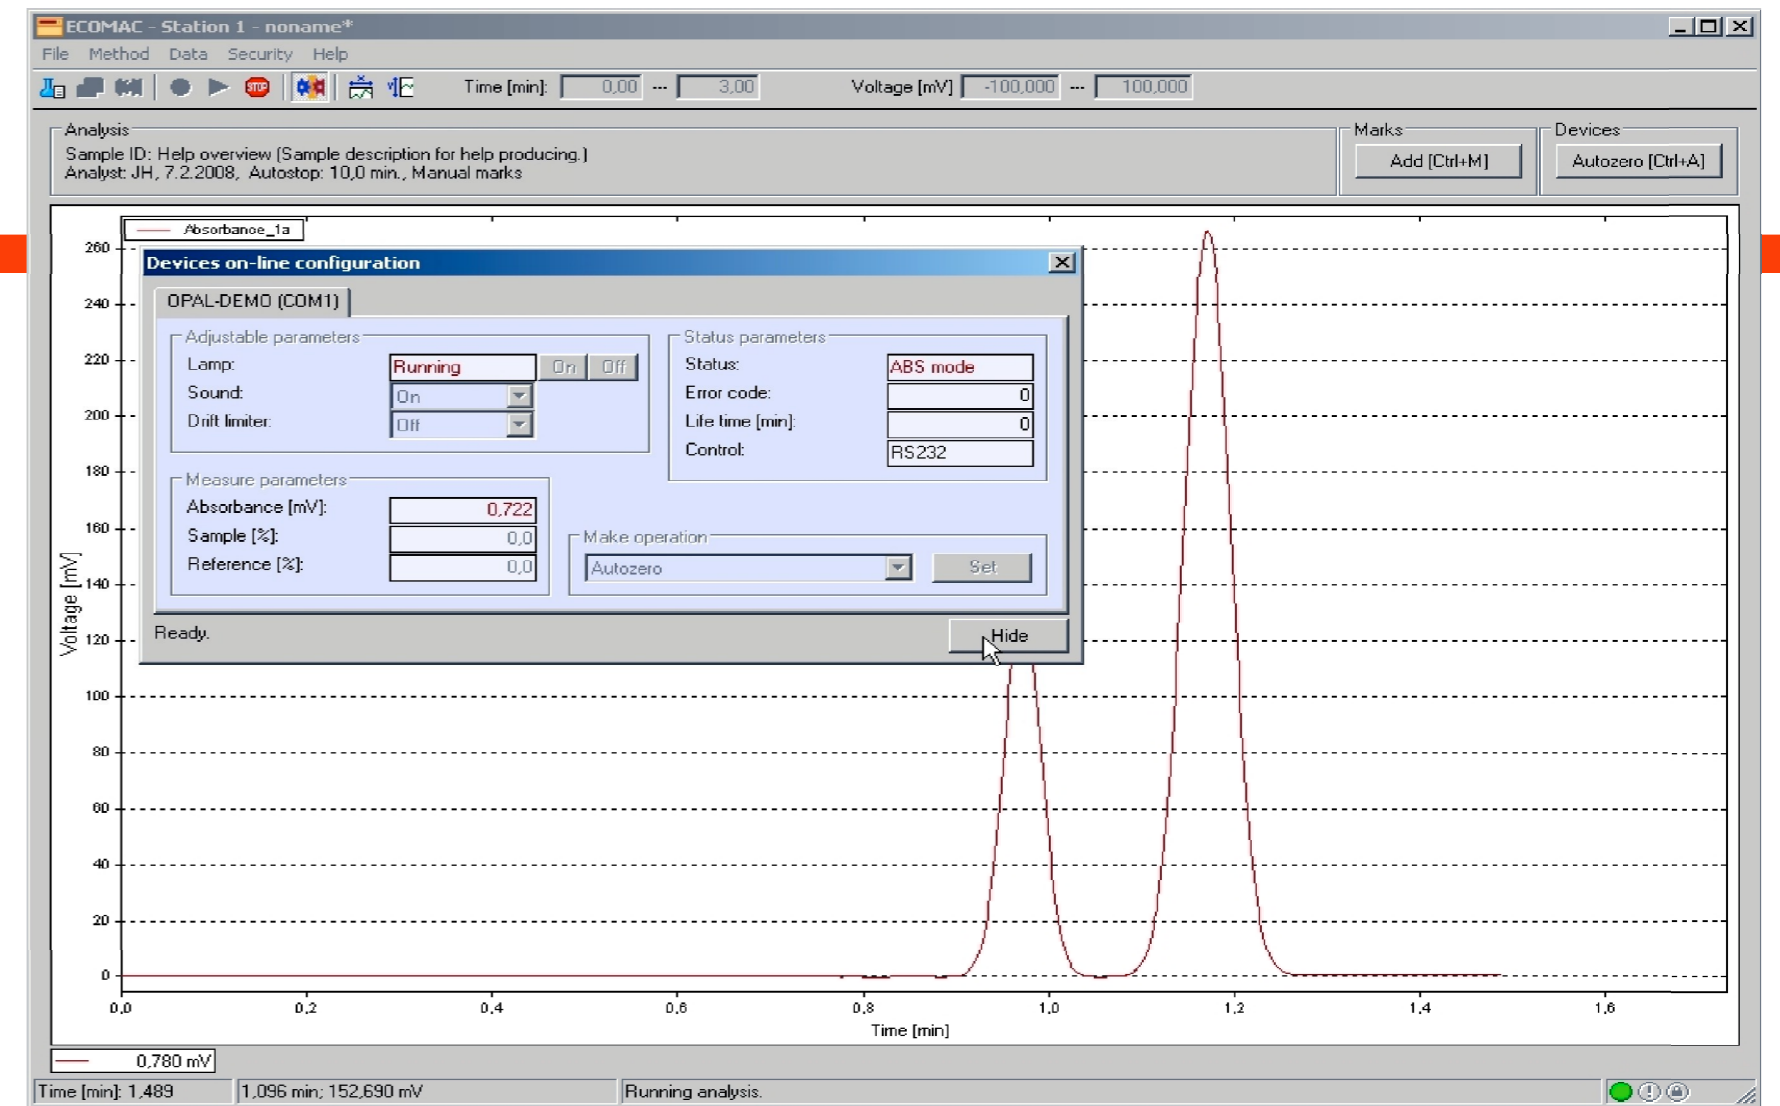 ECOMAC - Station 1 - noname*
File Method Data Security Help
STOP Time [min]: 0,00 --- 3,00 Voltage [mV] -100,000 --- 100,000
Analysis
Sample ID: Help overview (Sample description for help producing.)
Analyst: JH, 7.2.2008, Autostop: 10,0 min., Manual marks
Marks
Add [Ctrl+M]
Devices
Autozero [Ctrl+A]
Absorbance_1a
Devices on-line configuration
OPAL-DEMO (COM1)
Adjustable parameters
Lamp: Running On Off
Sound: On
Drift limiter: Off
Status parameters
Status: ABS mode
Error code: 0
Life time [min]: 0
Control: RS232
Measure parameters
Absorbance [mV]: 0,722
Sample [%]: 0,0
Reference [%]: 0,0
Make operation
Autozero Set
Ready.
Hide
Voltage [mV]
260
240
220
200
180
160
140
120
100
80
60
40
20
0
0,0 0,2 0,4 0,6 0,8 1,0 1,2 1,4 1,6
Time [min]
0,780 mV
Time [min]: 1,489 1,096 min; 152,690 mV Running analysis.